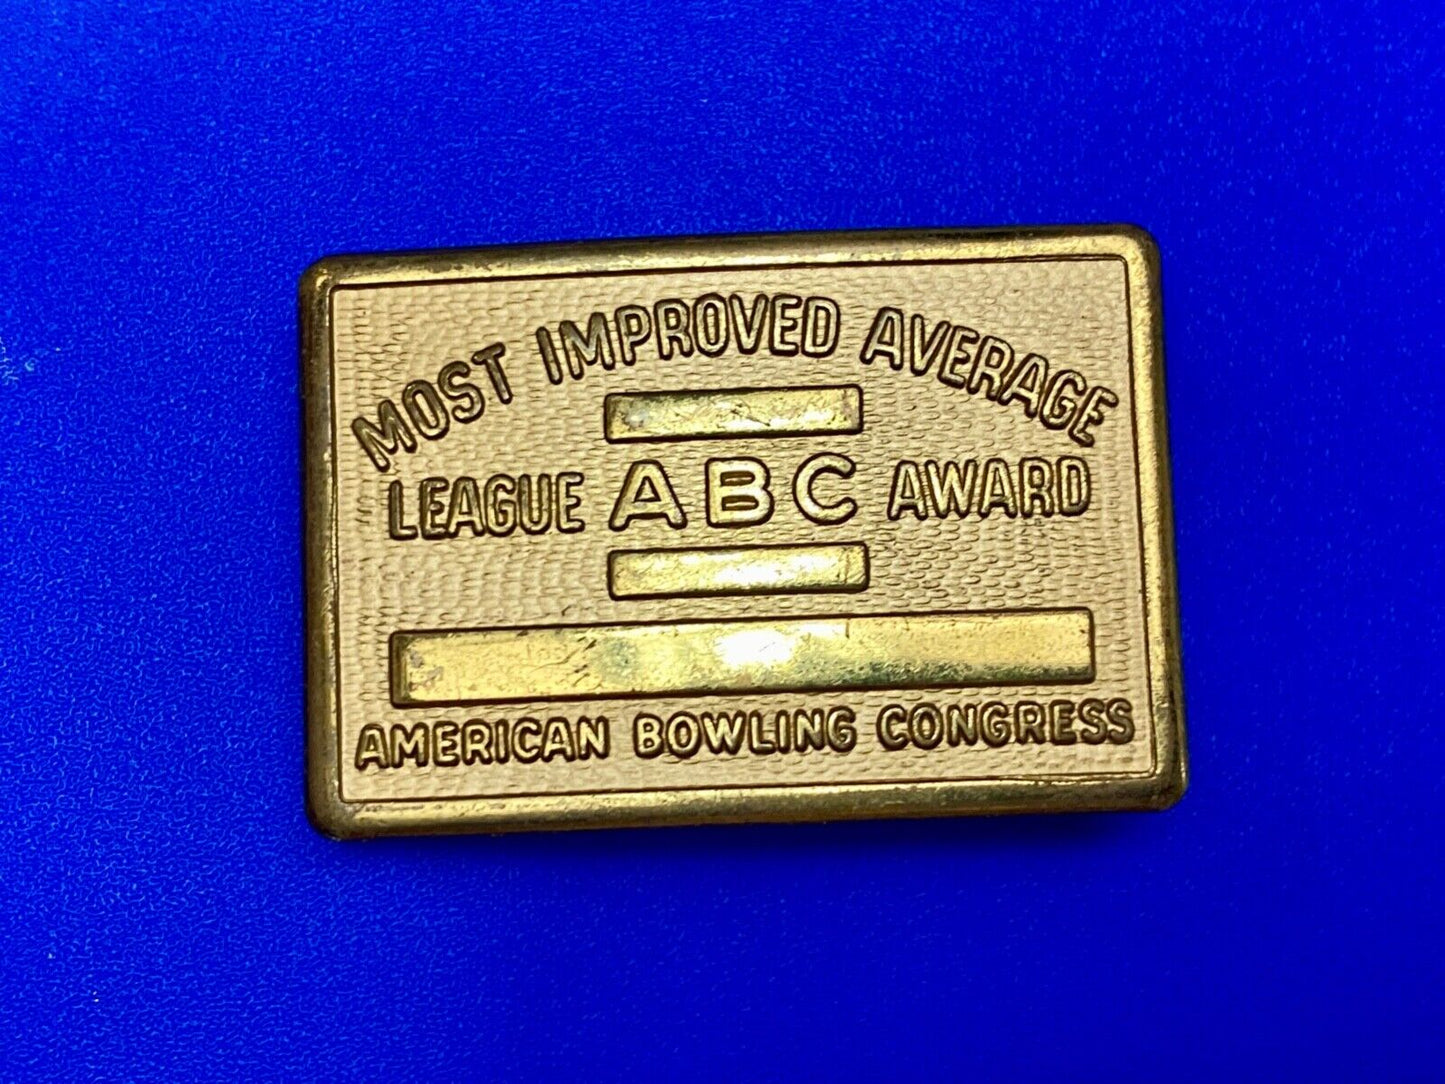 MOST IMPROVED AVERAGE
LEAGUE ABC AWARD
AMERICAN BOWLING CONGRESS